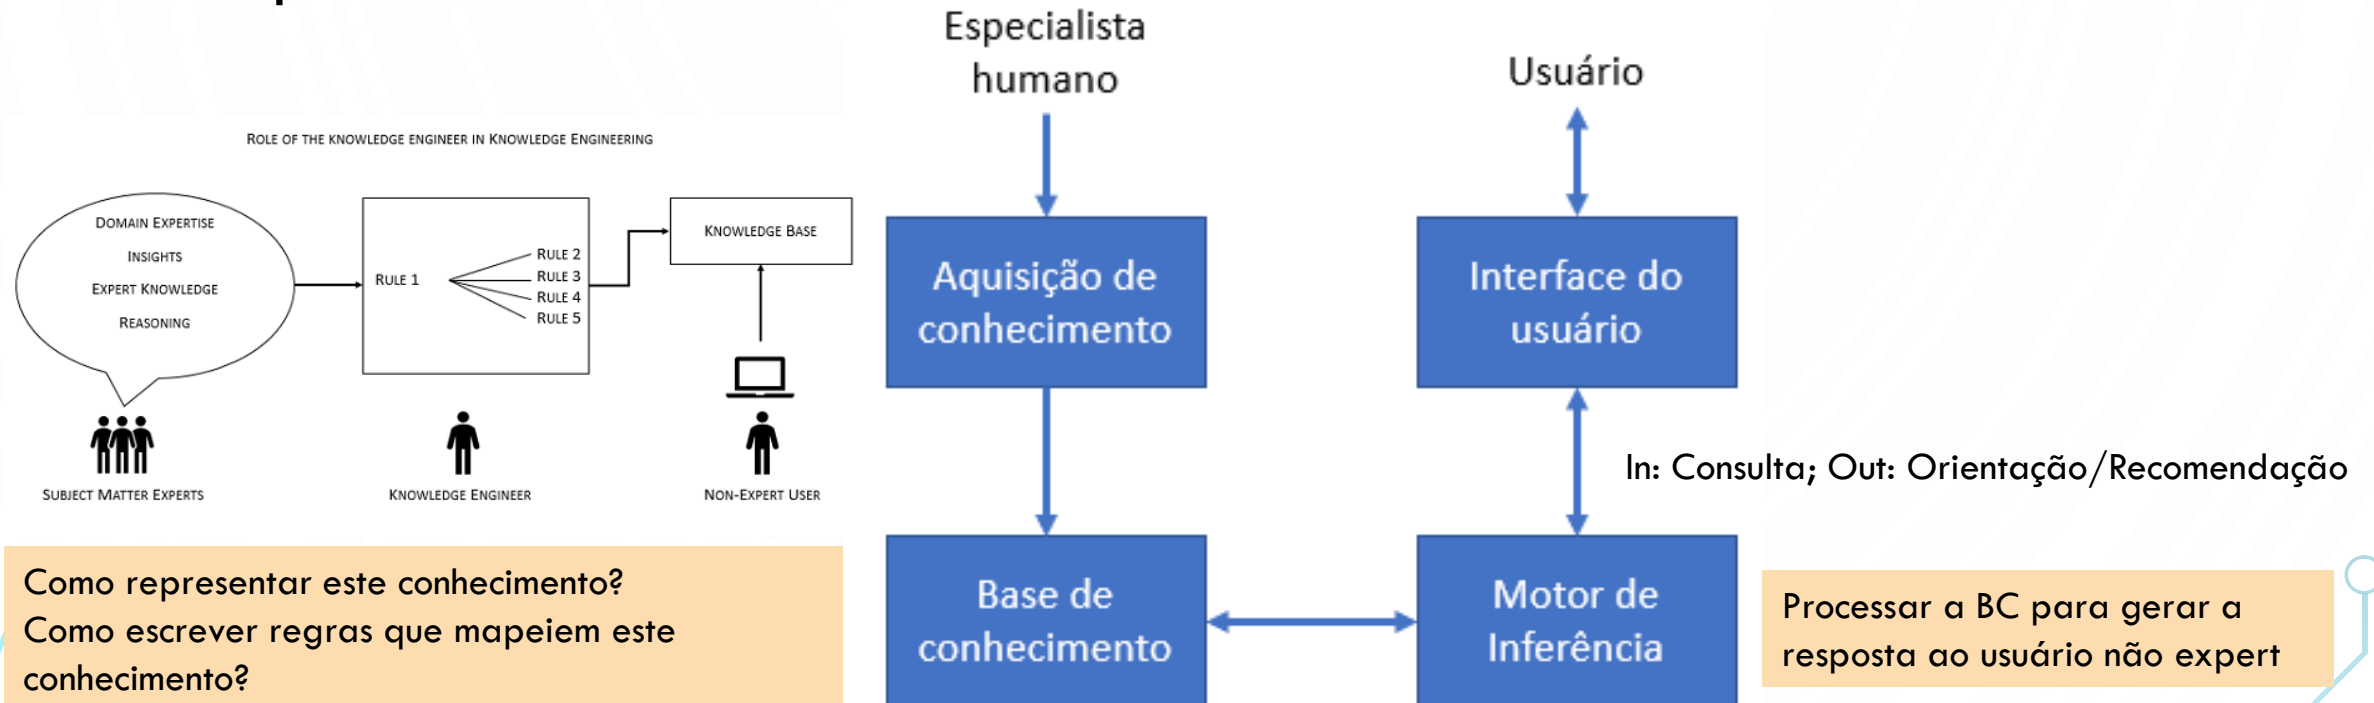 ROLE OF THE KNOWLEDGE ENGINEER IN KNOWLEDGE ENGINEERING
DOMAIN EXPERTISE
INSIGHTS
EXPERT KNOWLEDGE
REASONING
RULE 1
RULE 2
RULE 3
RULE 4
RULE 5
KNOWLEDGE BASE
SUBJECT MATTER EXPERTS
KNOWLEDGE ENGINEER
NON-EXPERT USER
Como representar este conhecimento?
Como escrever regras que mapeiem este
conhecimento?
Especialista
humano
Aquisição de
conhecimento
Base de
conhecimento
Usuário
Interface do
usuário
In: Consulta; Out: Orientação/Recomendação
Motor de
Inferência
Processar a BC para gerar a
resposta ao usuário não expert